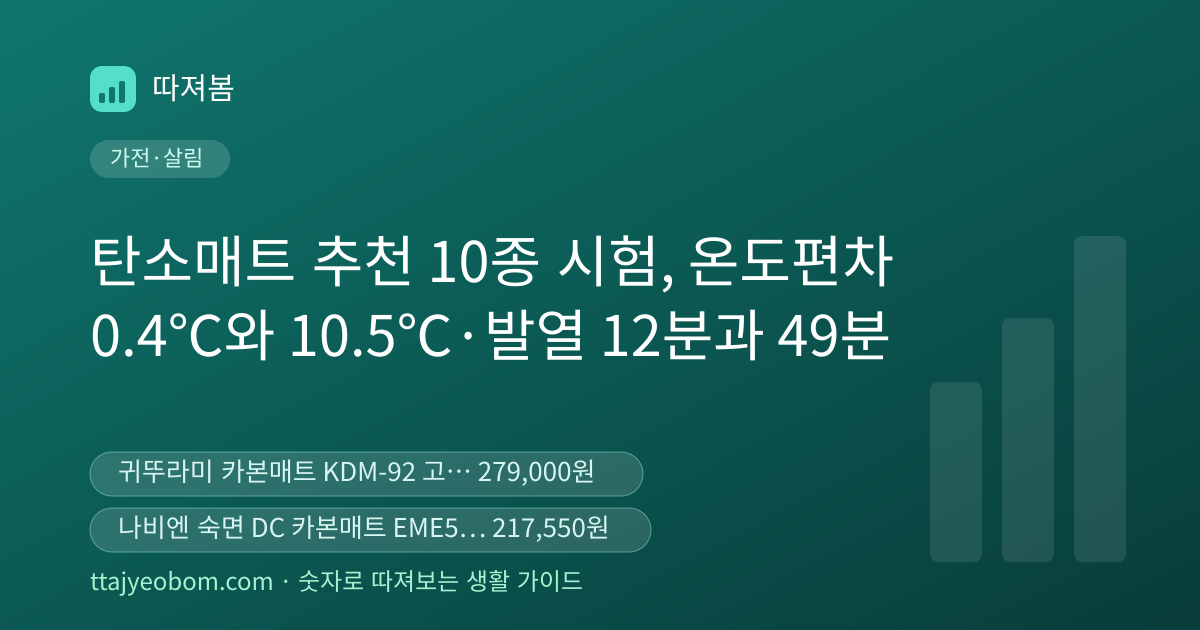 따져봄
가전·살림
탄소매트 추천 10종 시험, 온도편차
0.4℃와 10.5℃·발열 12분과 49분
귀뚜라미 카본매트 KDM-92 고… 279,000원
나비엔 숙면 DC 카본매트 EME5… 217,550원
ttajyeobom.com · 숫자로 따져보는 생활 가이드